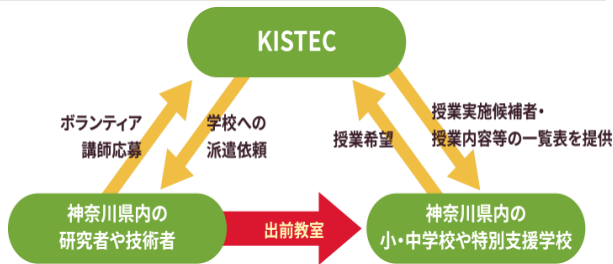 KISTEC
ボランティア
講師応募
学校への
派遣依頼
授業希望
授業実施候補者・
授業内容等の一覧表を提供
神奈川県内の
研究者や技術者
出前教室
神奈川県内の
小・中学校や特別支援学校